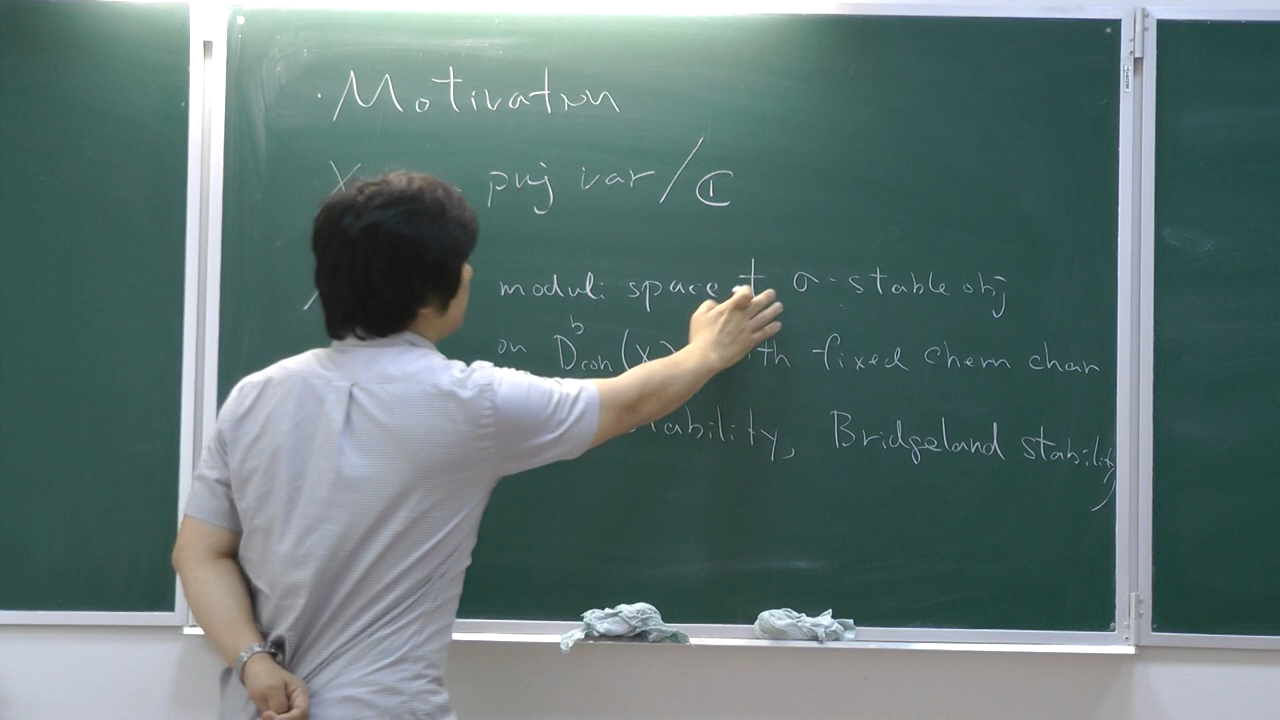 · Motivation
X proj var / ℂ
moduli space of σ-stable obj
on D^b_coh(X) with fixed Chern char
stability, Bridgeland stability)